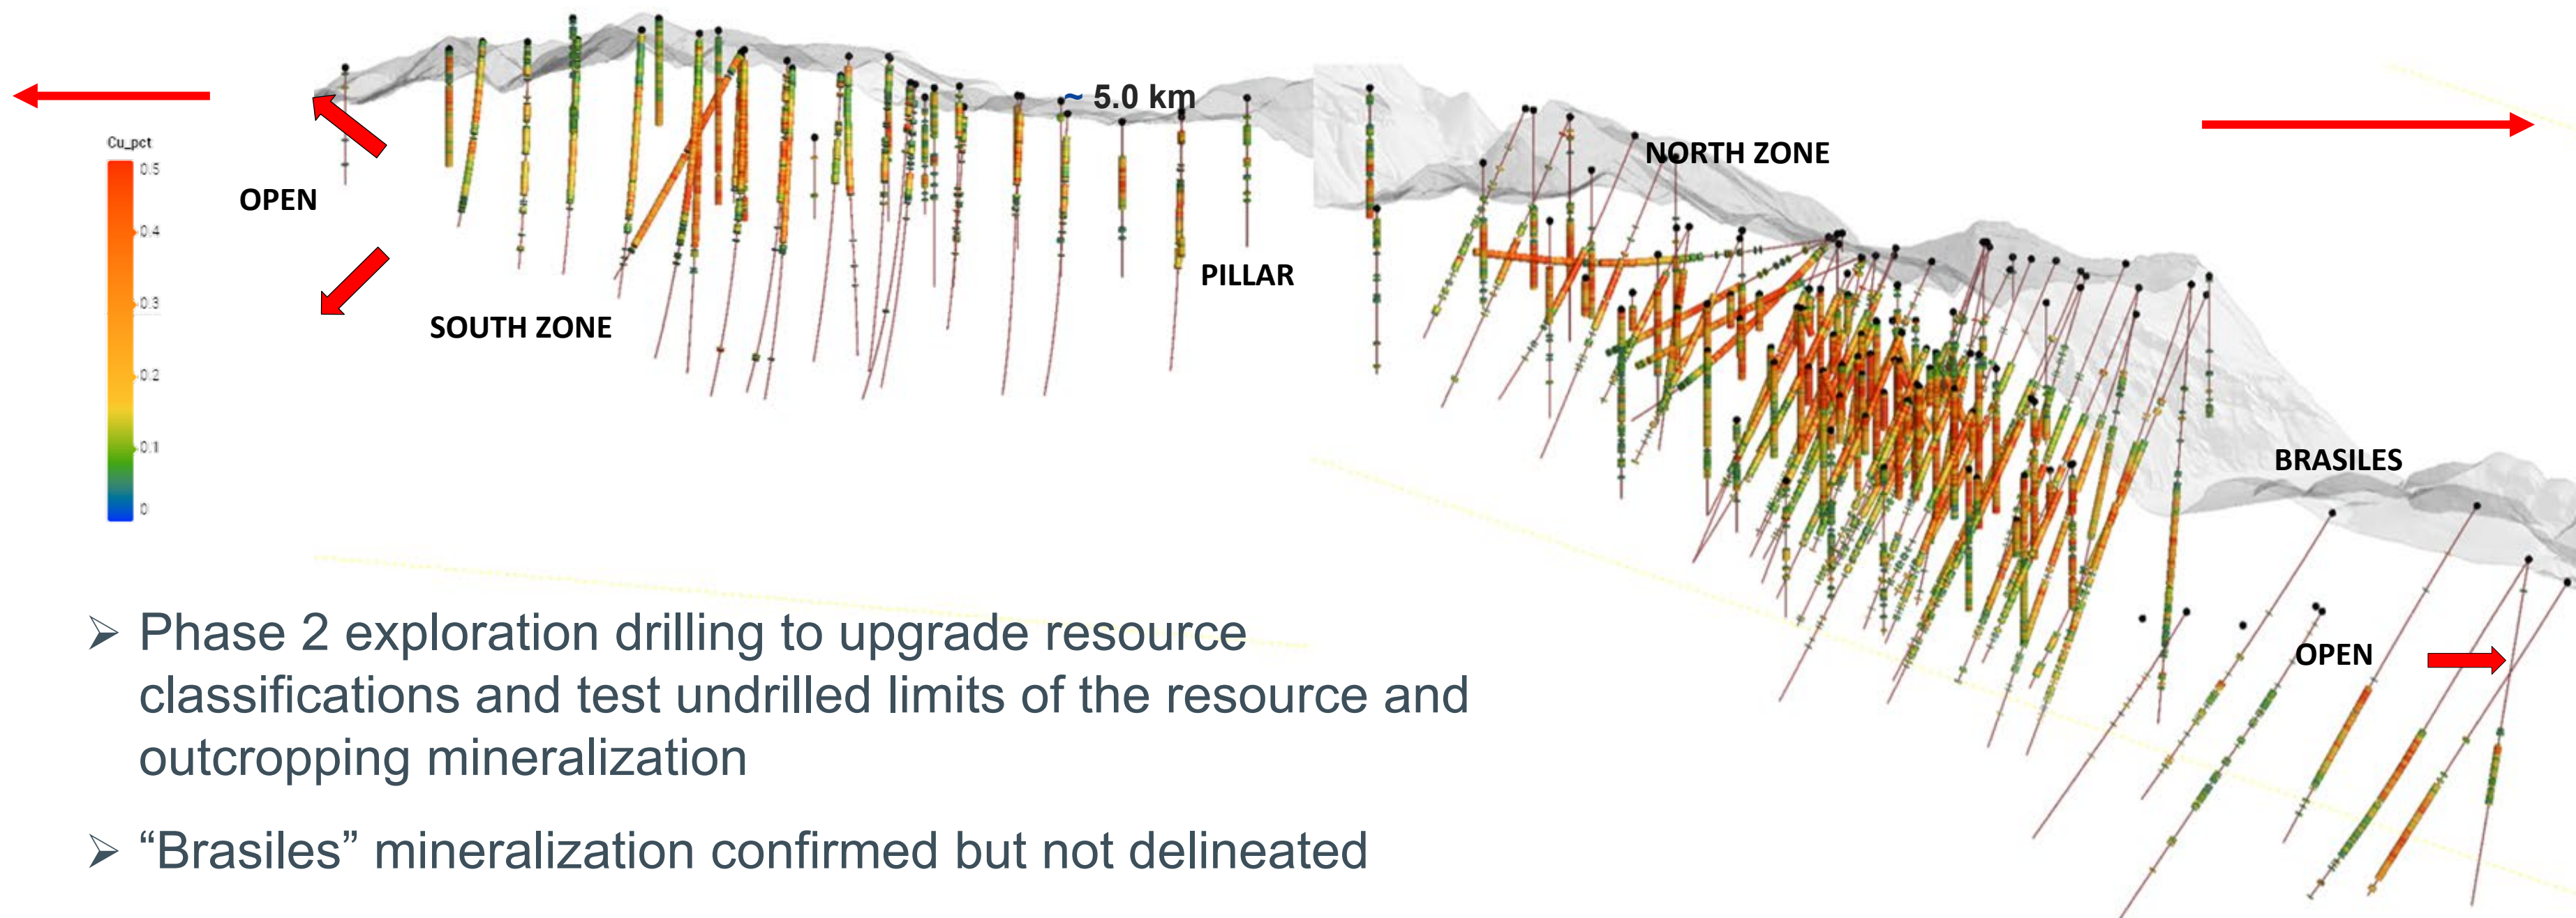 ~ 5.0 km
NORTH ZONE
Cu_pct
0.5
0.4
0.3
0.2
0.1
0
OPEN
SOUTH ZONE
PILLAR
BRASILES
OPEN
➢ Phase 2 exploration drilling to upgrade resource
classifications and test undrilled limits of the resource and
outcropping mineralization
➢ “Brasiles” mineralization confirmed but not delineated